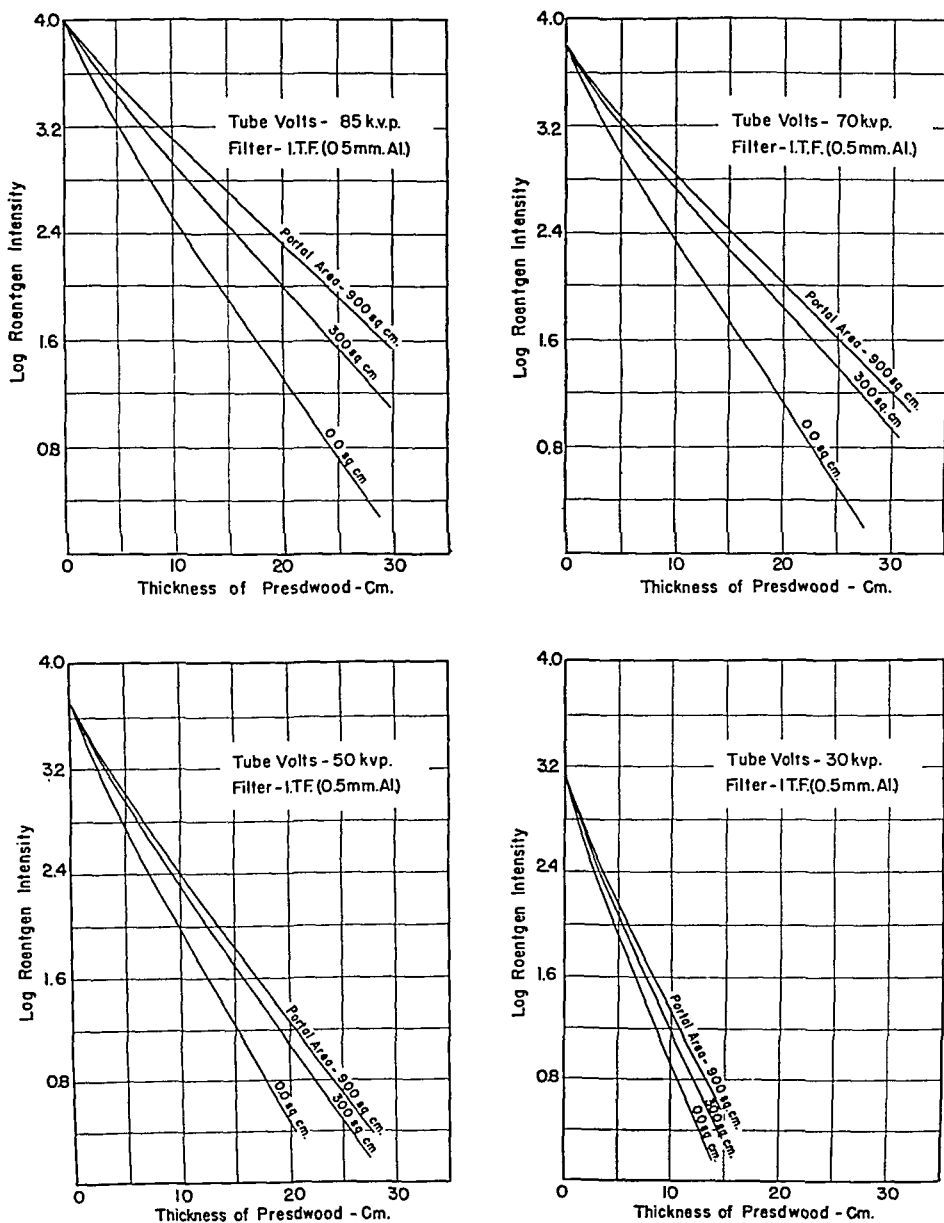 4.0
3.2
2.4
1.6
0.8
Log Roentgen Intensity
Tube Volts - 85 k.v.p.
Filter - I.T.F. (0 5 mm. Al.)
Portal Area - 900 sq cm.
300 sq. cm
0.0 sq cm
0 10 20 30
Thickness of Presdwood - Cm.
4.0
3.2
2.4
1.6
0.8
Log Roentgen Intensity
Tube Volts - 70 kvp.
Filter - I.T.F. (0.5 mm. Al.)
Portal Area - 900 sq cm.
300 sq. cm.
0.0 sq cm.
0 10 20 30
Thickness of Presdwood - Cm.
4.0
3.2
2.4
1.6
0.8
Log Roentgen Intensity
Tube Volts - 50 kvp.
Filter - I.T.F. (0.5 mm. Al.)
Portal Area - 900 sq. cm.
300 sq cm
0.0 sq. cm.
0 10 20 30
Thickness of Presdwood - Cm.
4.0
3.2
2.4
1.6
0.8
Log Roentgen Intensity
Tube Volts - 30 kvp.
Filter - I T.F. (0.5 mm. Al.)
Portal Area - 900 sq. cm.
300 sq. cm.
0.0 sq cm.
0 10 20 30
Thickness of Presdwood - Cm.